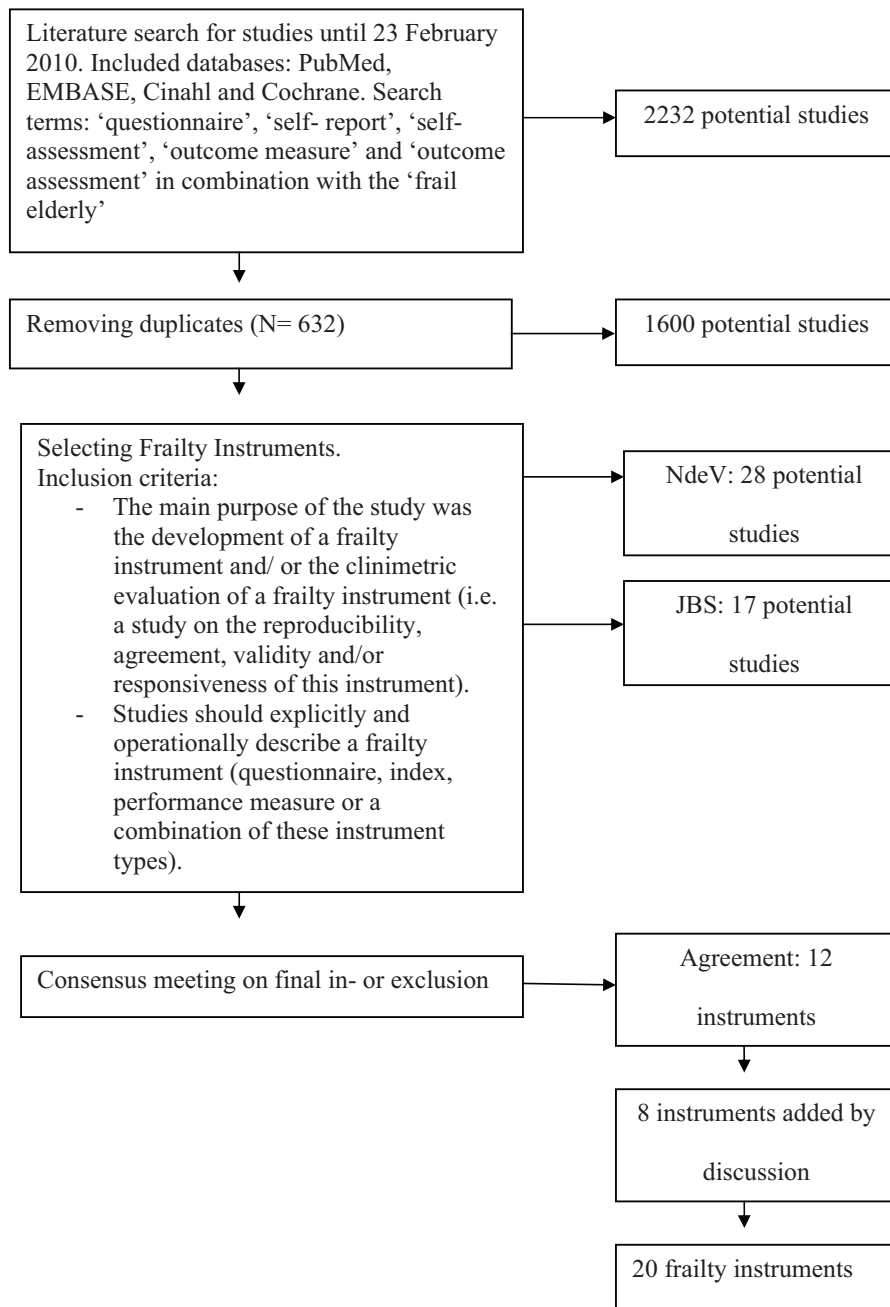 Literature search for studies until 23 February
2010. Included databases: PubMed,
EMBASE, Cinahl and Cochrane. Search
terms: ‘questionnaire’, ‘self- report’, ‘self-
assessment’, ‘outcome measure’ and ‘outcome
assessment’ in combination with the ‘frail
elderly’
2232 potential studies
Removing duplicates (N= 632)
1600 potential studies
Selecting Frailty Instruments.
Inclusion criteria:
- The main purpose of the study was
the development of a frailty
instrument and/ or the clinimetric
evaluation of a frailty instrument (i.e.
a study on the reproducibility,
agreement, validity and/or
responsiveness of this instrument).
- Studies should explicitly and
operationally describe a frailty
instrument (questionnaire, index,
performance measure or a
combination of these instrument
types).
NdeV: 28 potential
studies
JBS: 17 potential
studies
Consensus meeting on final in- or exclusion
Agreement: 12
instruments
8 instruments added by
discussion
20 frailty instruments